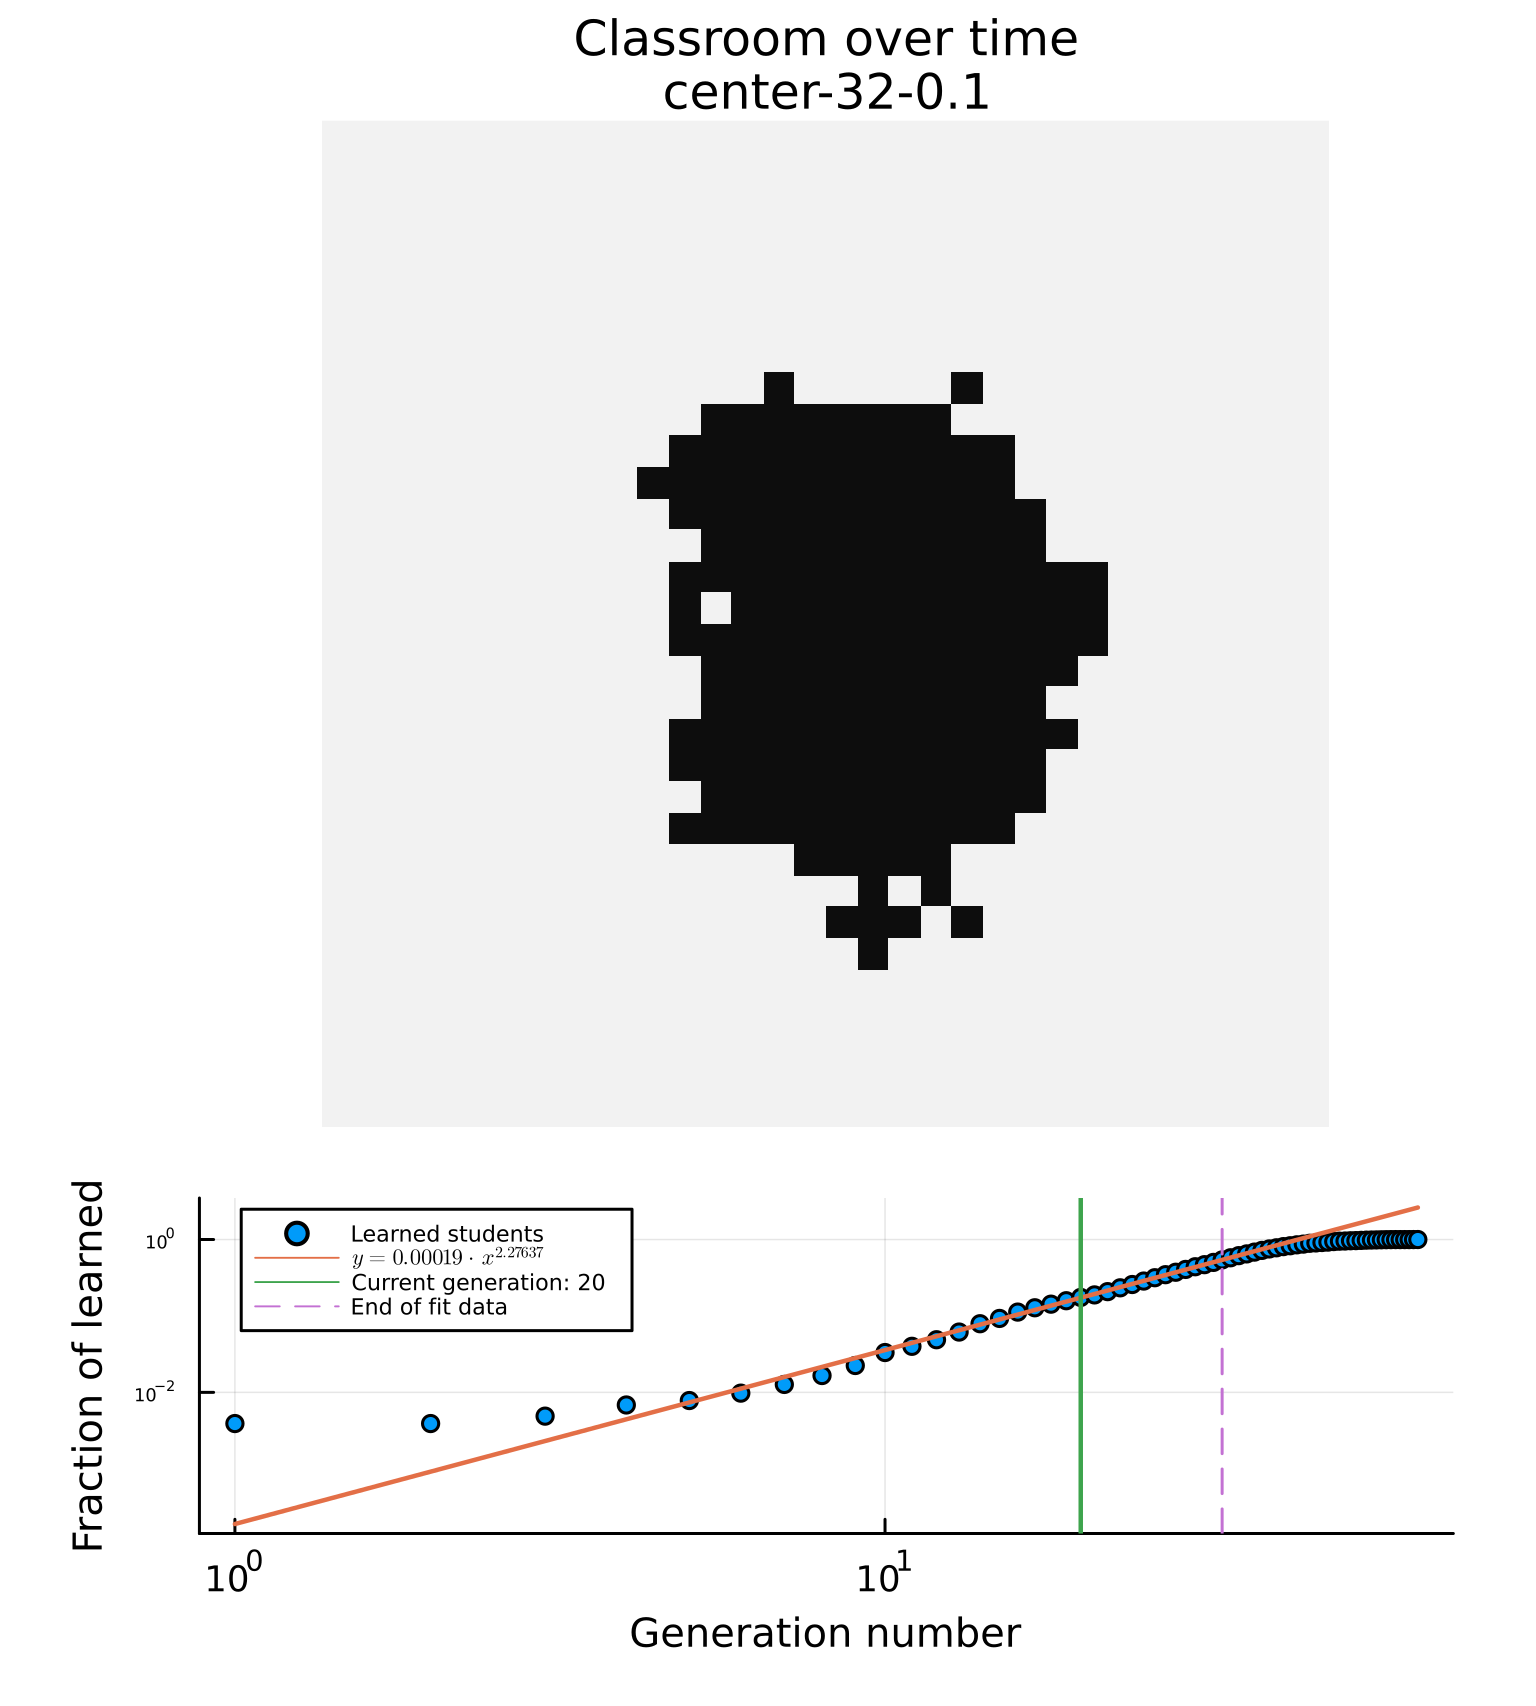 Classroom over time
center-32-0.1
Fraction of learned
10^0
10^-2
Learned students
y = 0.00019 · x^2.27637
Current generation: 20
End of fit data
10^0
10^1
Generation number